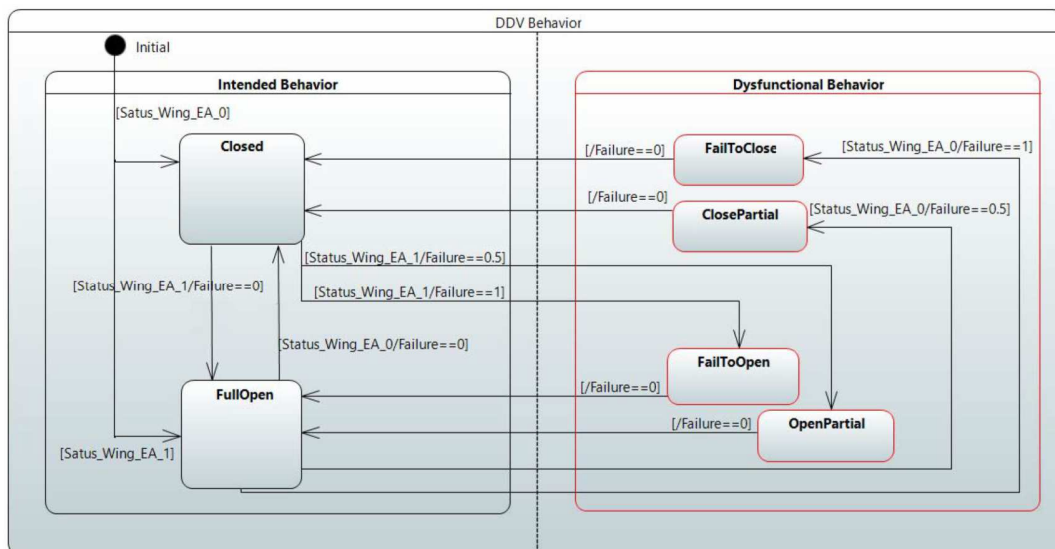 DDV Behavior
Initial
Intended Behavior
Dysfunctional Behavior
[Satus_Wing_EA_0]
Closed
[/Failure==0]
FailToClose
[Status_Wing_EA_0/Failure==1]
[/Failure==0]
ClosePartial
[Status_Wing_EA_0/Failure==0.5]
[Status_Wing_EA_1/Failure==0.5]
[Status_Wing_EA_1/Failure==0]
[Status_Wing_EA_1/Failure==1]
[Status_Wing_EA_0/Failure==0]
FailToOpen
[/Failure==0]
FullOpen
[/Failure==0]
OpenPartial
[Satus_Wing_EA_1]